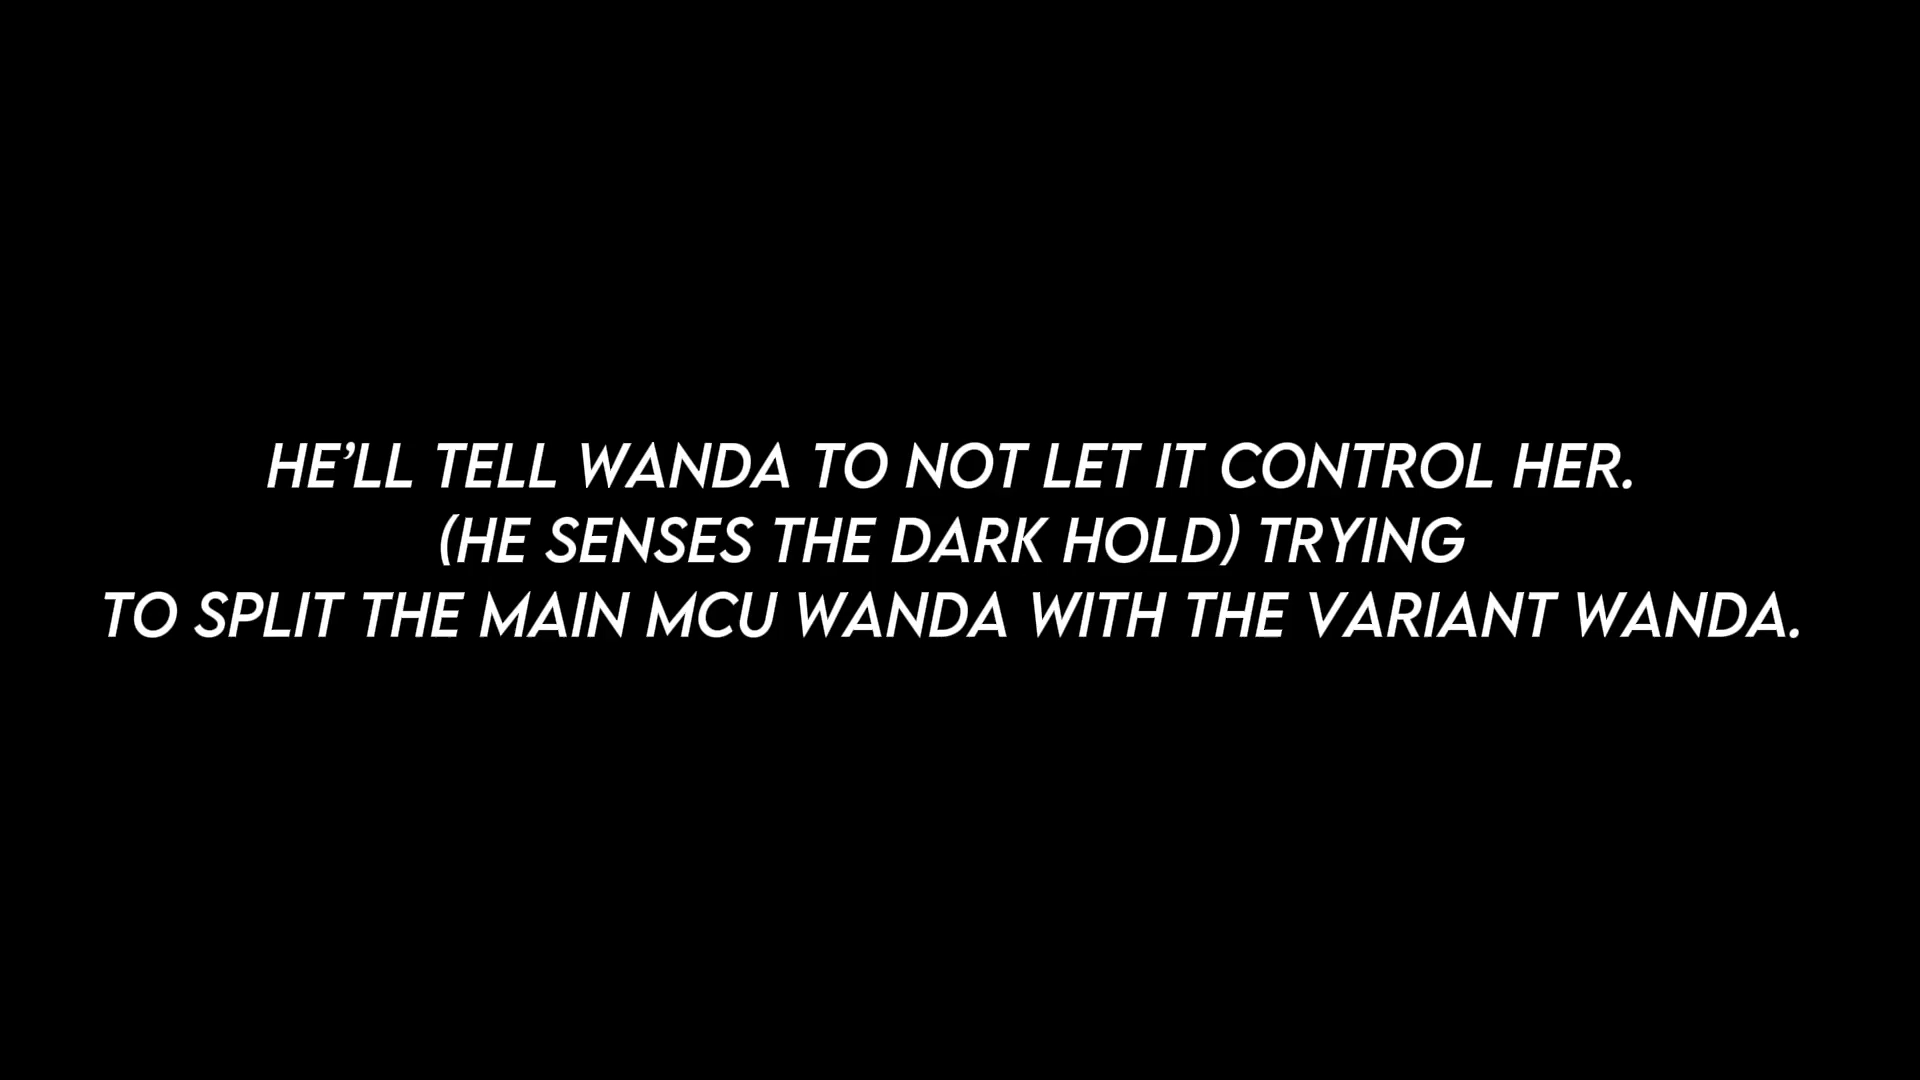 HE’LL TELL WANDA TO NOT LET IT CONTROL HER.
(HE SENSES THE DARK HOLD) TRYING
TO SPLIT THE MAIN MCU WANDA WITH THE VARIANT WANDA.